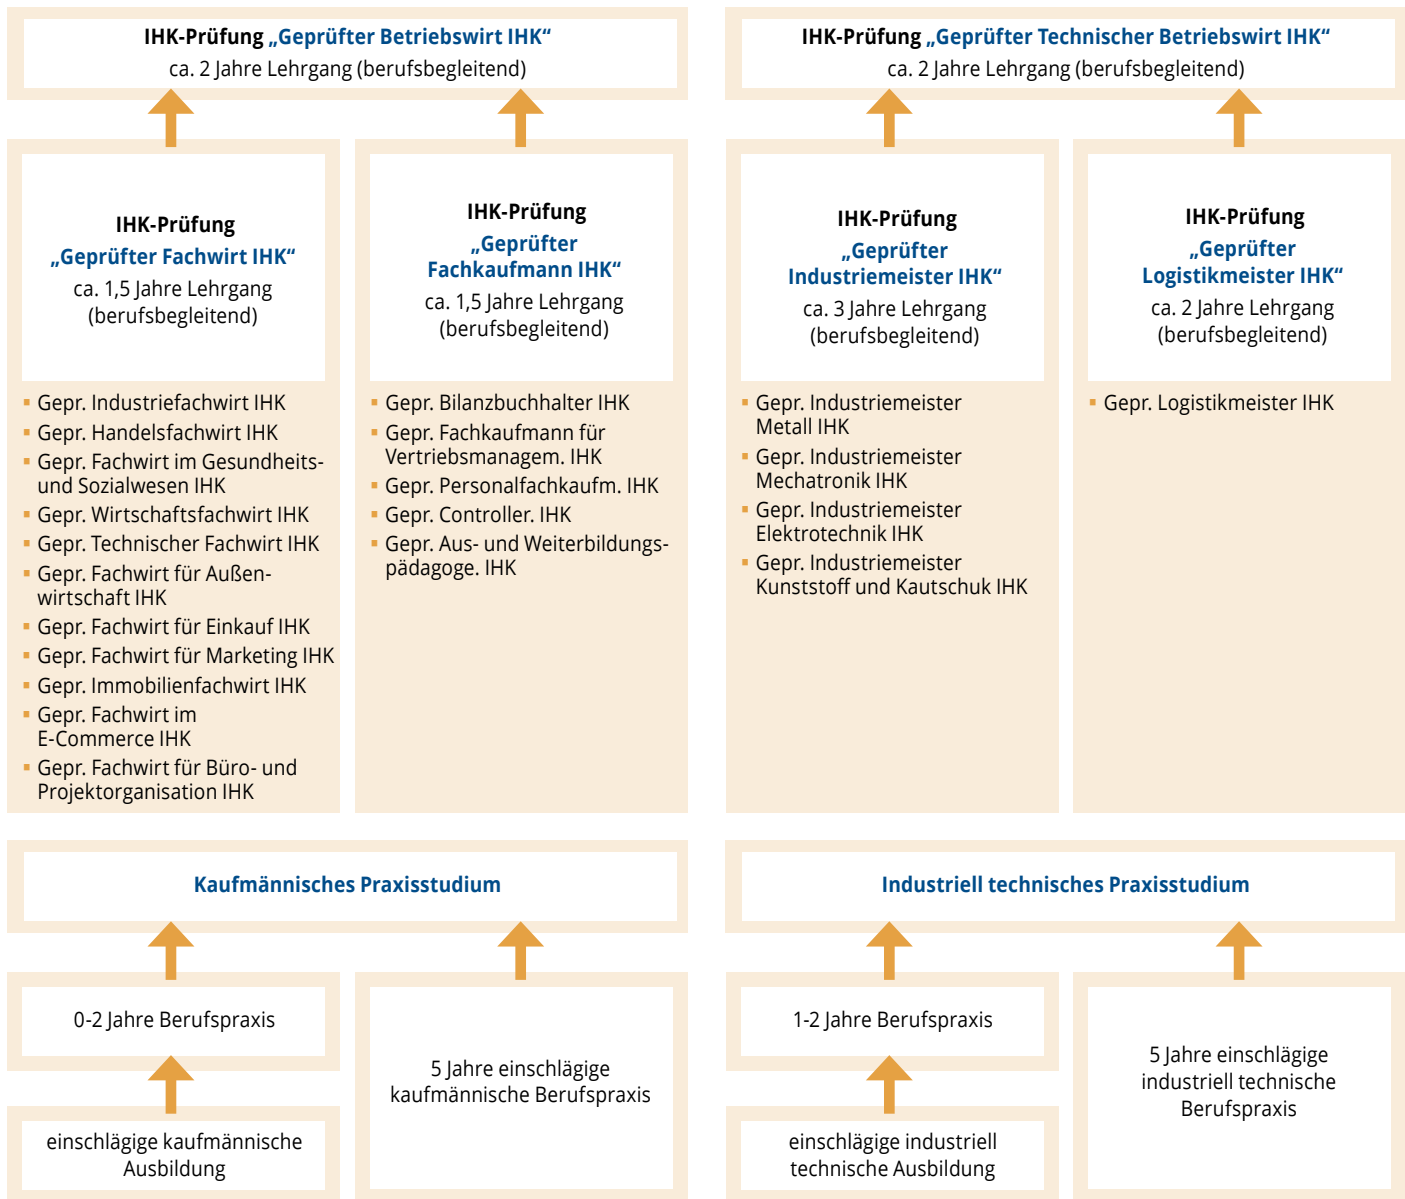 IHK-Prüfung „Geprüfter Betriebswirt IHK“
ca. 2 Jahre Lehrgang (berufsbegleitend)
IHK-Prüfung „Geprüfter Technischer Betriebswirt IHK“
ca. 2 Jahre Lehrgang (berufsbegleitend)
IHK-Prüfung
„Geprüfter Fachwirt IHK“
ca. 1,5 Jahre Lehrgang
(berufsbegleitend)
▪ Gepr. Industriefachwirt IHK
▪ Gepr. Handelsfachwirt IHK
▪ Gepr. Fachwirt im Gesundheits-
und Sozialwesen IHK
▪ Gepr. Wirtschaftsfachwirt IHK
▪ Gepr. Technischer Fachwirt IHK
▪ Gepr. Fachwirt für Außen-
wirtschaft IHK
▪ Gepr. Fachwirt für Einkauf IHK
▪ Gepr. Fachwirt für Marketing IHK
▪ Gepr. Immobilienfachwirt IHK
▪ Gepr. Fachwirt im
E-Commerce IHK
▪ Gepr. Fachwirt für Büro- und
Projektorganisation IHK
IHK-Prüfung
„Geprüfter
Fachkaufmann IHK“
ca. 1,5 Jahre Lehrgang
(berufsbegleitend)
▪ Gepr. Bilanzbuchhalter IHK
▪ Gepr. Fachkaufmann für
Vertriebsmanagem. IHK
▪ Gepr. Personalfachkaufm. IHK
▪ Gepr. Controller. IHK
▪ Gepr. Aus- und Weiterbildungs-
pädagoge. IHK
IHK-Prüfung
„Geprüfter
Industriemeister IHK“
ca. 3 Jahre Lehrgang
(berufsbegleitend)
▪ Gepr. Industriemeister
Metall IHK
▪ Gepr. Industriemeister
Mechatronik IHK
▪ Gepr. Industriemeister
Elektrotechnik IHK
▪ Gepr. Industriemeister
Kunststoff und Kautschuk IHK
IHK-Prüfung
„Geprüfter
Logistikmeister IHK“
ca. 2 Jahre Lehrgang
(berufsbegleitend)
▪ Gepr. Logistikmeister IHK
Kaufmännisches Praxisstudium
0-2 Jahre Berufspraxis
einschlägige kaufmännische
Ausbildung
5 Jahre einschlägige
kaufmännische Berufspraxis
Industriell technisches Praxisstudium
1-2 Jahre Berufspraxis
einschlägige industriell
technische Ausbildung
5 Jahre einschlägige
industriell technische
Berufspraxis